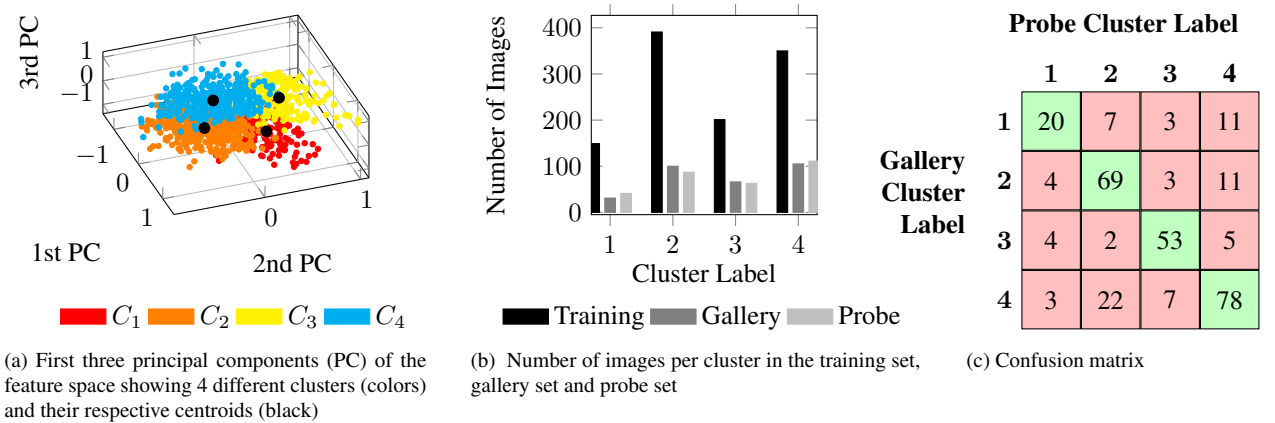 3rd PC
1
0
−1
−1
0
1
0
1
1st PC
2nd PC
C1 C2 C3 C4
(a) First three principal components (PC) of the
feature space showing 4 different clusters (colors)
and their respective centroids (black)
Number of Images
400
300
200
100
0
1 2 3 4
Cluster Label
Training Gallery Probe
(b) Number of images per cluster in the training set,
gallery set and probe set
Probe Cluster Label
1 2 3 4
Gallery
Cluster
Label
1 20 7 3 11
2 4 69 3 11
3 4 2 53 5
4 3 22 7 78
(c) Confusion matrix